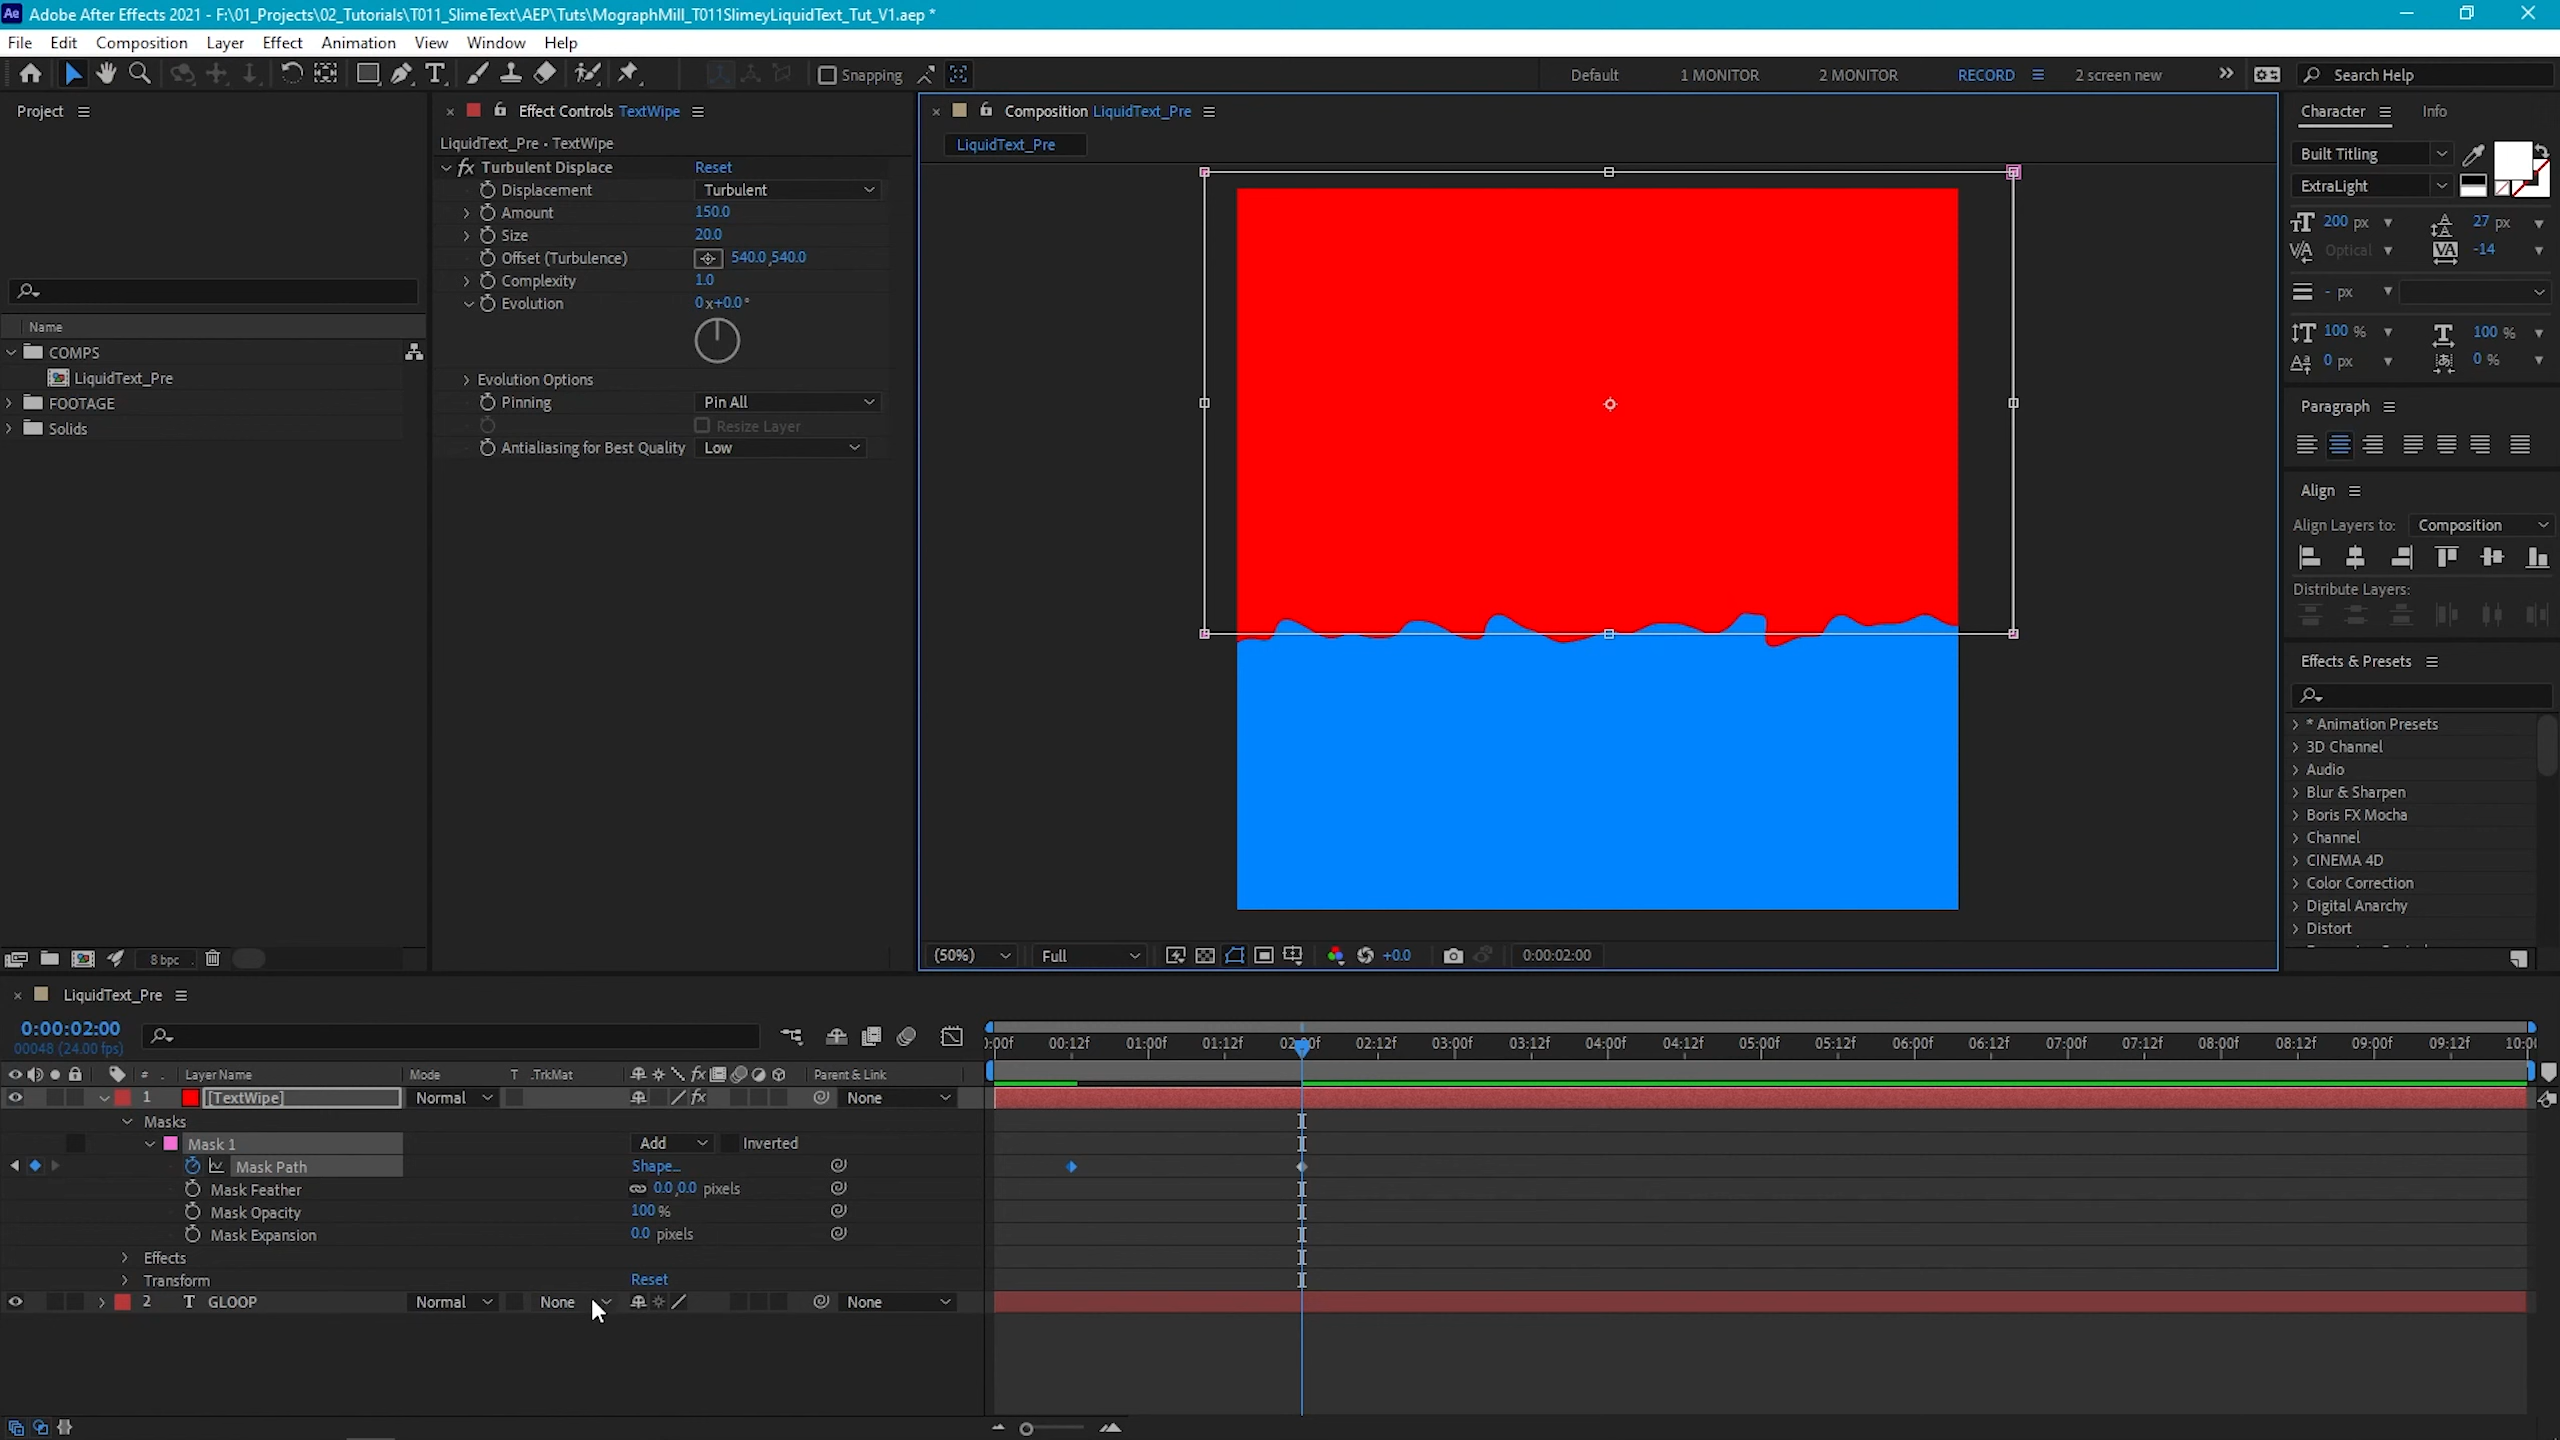 Ae Adobe After Effects 2021 - F:\01_Projects\02_Tutorials\T011_SlimeText\AEP\Tuts\MographMill_T011SlimeyLiquidText_Tut_V1.aep *
File Edit Composition Layer Effect Animation View Window Help
Snapping Default 1 MONITOR 2 MONITOR RECORD 2 screen new Search Help
Project
Name
COMPS
LiquidText_Pre
FOOTAGE
Solids
8 bpc
Effect Controls TextWipe
LiquidText_Pre • TextWipe
fx Turbulent Displace Reset
Displacement Turbulent
Amount 150.0
Size 20.0
Offset (Turbulence) 540.0,540.0
Complexity 1.0
Evolution 0x+0.0°
Evolution Options
Pinning Pin All
Resize Layer
Antialiasing for Best Quality Low
Composition LiquidText_Pre
LiquidText_Pre
(50%) Full +0.0 0:00:02:00
Character Info
Built Titling
ExtraLight
200 px 27 px
Optical -14
- px
100 % 100 %
0 px 0 %
Paragraph
Align
Align Layers to: Composition
Distribute Layers:
Effects & Presets
* Animation Presets
3D Channel
Audio
Blur & Sharpen
Boris FX Mocha
Channel
CINEMA 4D
Color Correction
Digital Anarchy
Distort
LiquidText_Pre
0:00:02:00
00048 (24.00 fps)
):00f 00:12f 01:00f 01:12f 02:00f 02:12f 03:00f 03:12f 04:00f 04:12f 05:00f 05:12f 06:00f 06:12f 07:00f 07:12f 08:00f 08:12f 09:00f 09:12f 10:00
# Layer Name Mode T .TrkMat fx Parent & Link
1 [TextWipe] Normal fx None
Masks
Mask 1 Add Inverted
Mask Path Shape...
Mask Feather 0.0,0.0 pixels
Mask Opacity 100%
Mask Expansion 0.0 pixels
Effects
Transform Reset
2 T GLOOP Normal None None